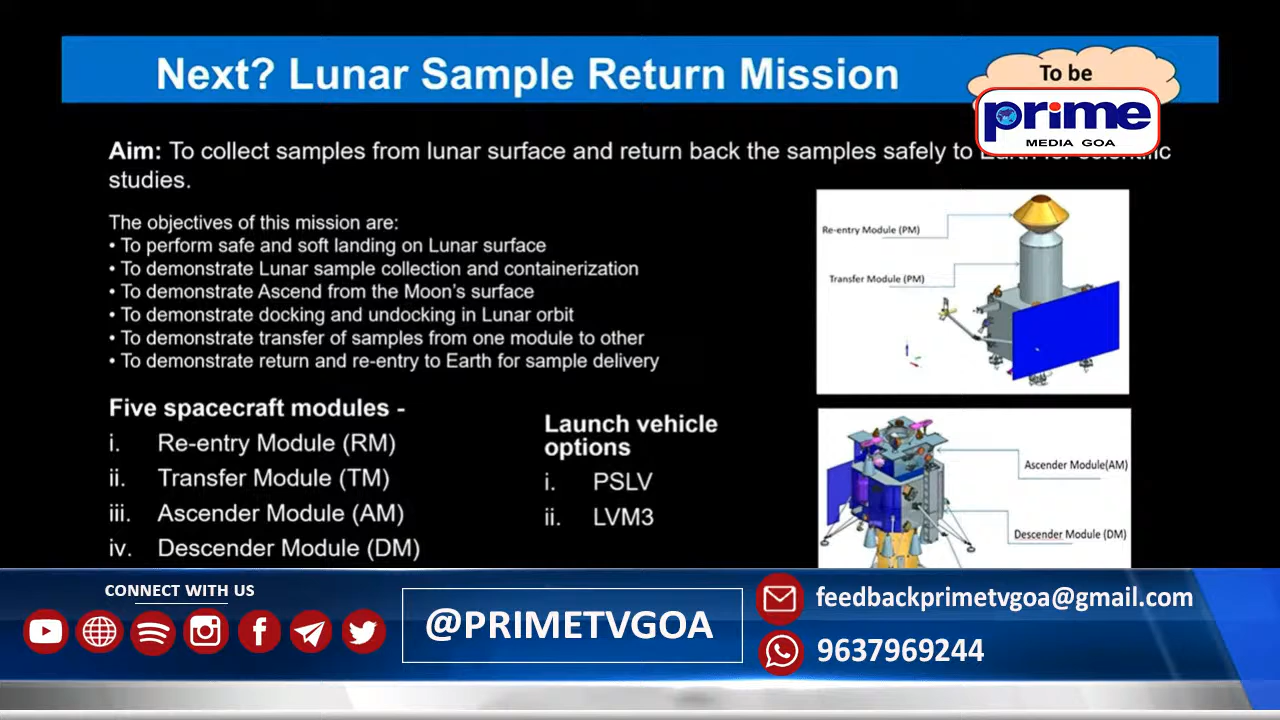 Next? Lunar Sample Return Mission
To be
prime
MEDIA GOA
Aim: To collect samples from lunar surface and return back the samples safely to
studies.
The objectives of this mission are:
• To perform safe and soft landing on Lunar surface
• To demonstrate Lunar sample collection and containerization
• To demonstrate Ascend from the Moon's surface
• To demonstrate docking and undocking in Lunar orbit
• To demonstrate transfer of samples from one module to other
• To demonstrate return and re-entry to Earth for sample delivery
Five spacecraft modules -
i. Re-entry Module (RM)
ii. Transfer Module (TM)
iii. Ascender Module (AM)
iv. Descender Module (DM)
Launch vehicle
options
i. PSLV
ii. LVM3
Re-entry Module (PM)
Transfer Module (PM)
Ascender Module(AM)
Descender Module (DM)
CONNECT WITH US
@PRIMETVGOA
feedbackprimetvgoa@gmail.com
9637969244